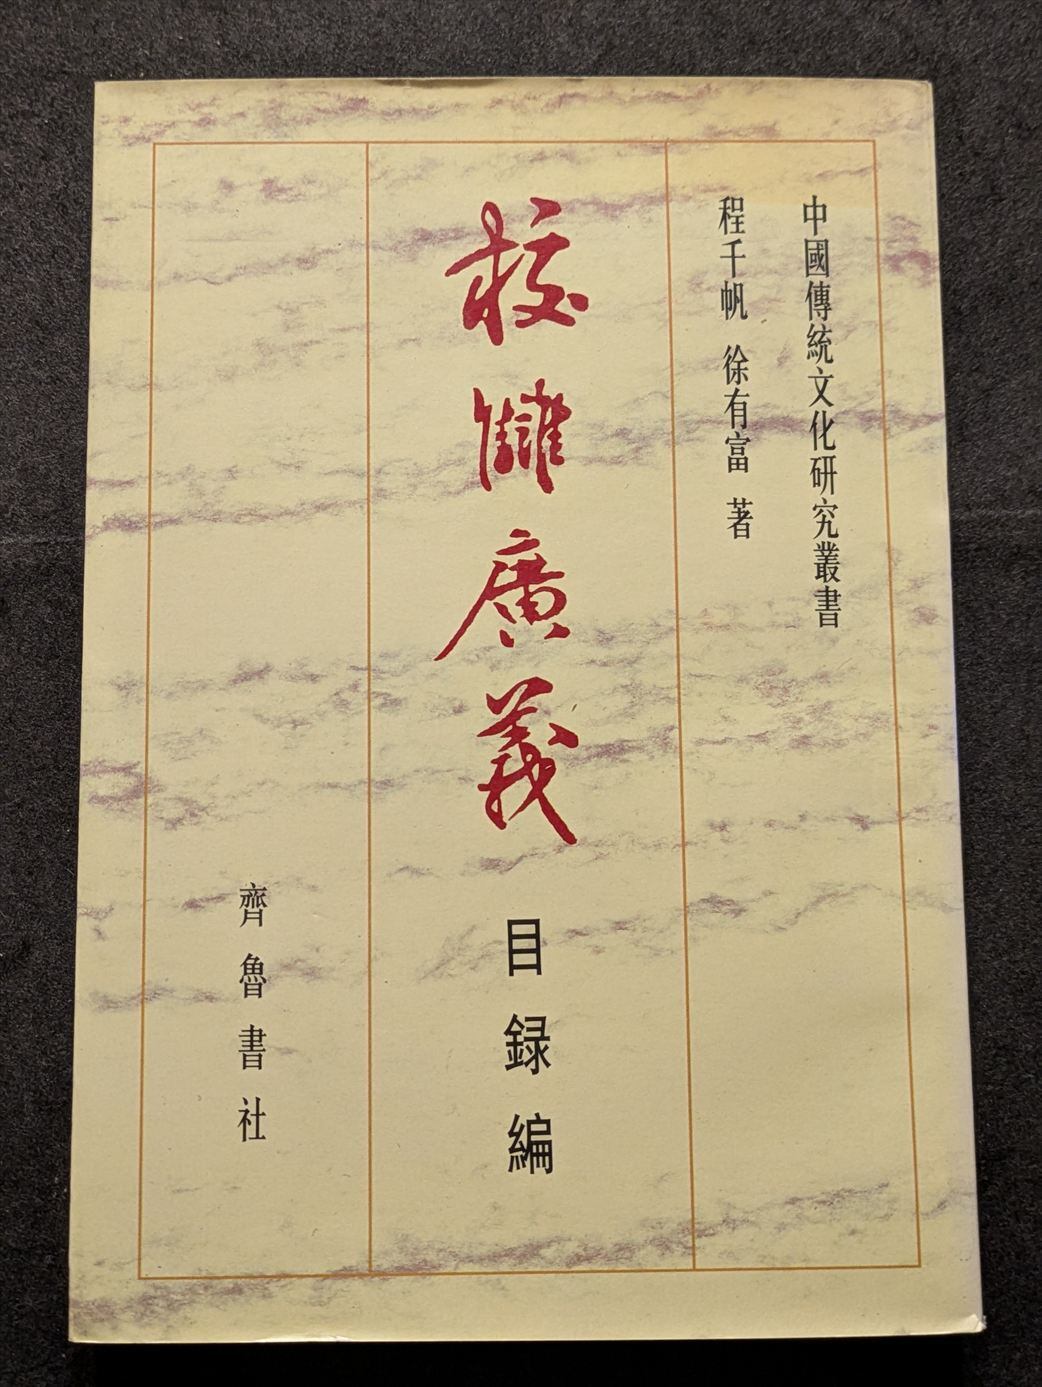 中國傳統文化研究叢書
程千帆 徐有富 著
校讎廣義
目録編
齊魯書社